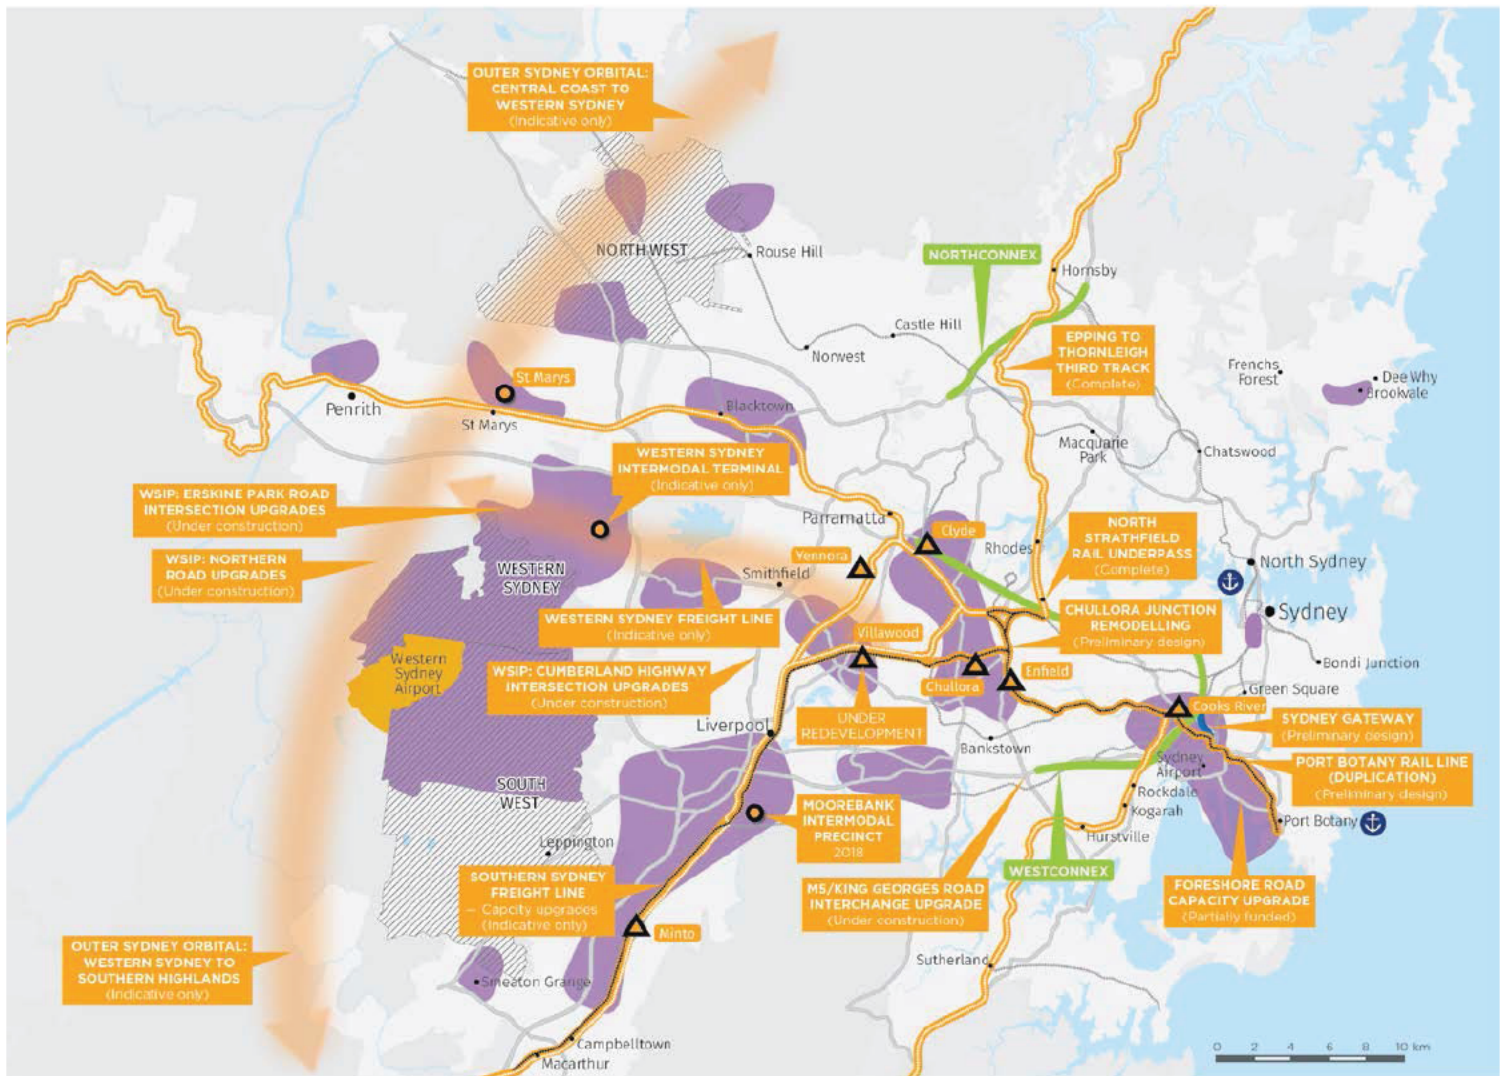 OUTER SYDNEY ORBITAL:
CENTRAL COAST TO
WESTERN SYDNEY
(Indicative only)
NORTH WEST
Rouse Hill
NORTHCONNEX
Hornsby
Castle Hill
Norwest
EPPING TO
THORNLEIGH
THIRD TRACK
(Complete)
Frenchs
Forest
Dee Why
Brookvale
St Marys
Penrith
St Marys
Blacktown
Macquarie
Park
Chatswood
WESTERN SYDNEY
INTERMODAL TERMINAL
(Indicative only)
WSIP: ERSKINE PARK ROAD
INTERSECTION UPGRADES
(Under construction)
Parramatta
Clyde
NORTH
STRATHFIELD
RAIL UNDERPASS
(Complete)
Rhodes
Yennora
WSIP: NORTHERN
ROAD UPGRADES
(Under construction)
WESTERN
SYDNEY
Smithfield
North Sydney
Sydney
WESTERN SYDNEY FREIGHT LINE
(Indicative only)
Villawood
CHULLORA JUNCTION
REMODELLING
(Preliminary design)
Western
Sydney
Airport
WSIP: CUMBERLAND HIGHWAY
INTERSECTION UPGRADES
(Under construction)
Chullora
Enfield
Bondi Junction
Green Square
Cooks River
Liverpool
UNDER
REDEVELOPMENT
Bankstown
SYDNEY GATEWAY
(Preliminary design)
Sydney
Airport
PORT BOTANY RAIL LINE
(DUPLICATION)
(Preliminary design)
SOUTH
WEST
Rockdale
Kogarah
MOOREBANK
INTERMODAL
PRECINCT
2018
Port Botany
Hurstville
Leppington
SOUTHERN SYDNEY
FREIGHT LINE
– Capcity upgrades
(Indicative only)
WESTCONNEX
M5/KING GEORGES ROAD
INTERCHANGE UPGRADE
(Under construction)
FORESHORE ROAD
CAPACITY UPGRADE
(Partially funded)
Minto
OUTER SYDNEY ORBITAL:
WESTERN SYDNEY TO
SOUTHERN HIGHLANDS
(Indicative only)
Smeaton Grange
Sutherland
Campbelltown
Macarthur
0 2 4 6 8 10 km